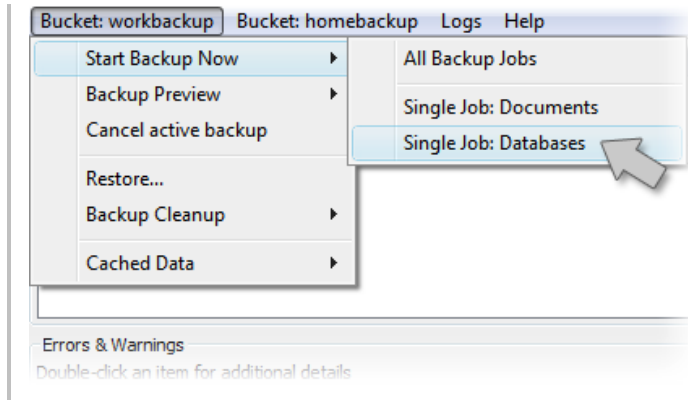 Bucket: workbackup Bucket: homebackup Logs Help
Start Backup Now
Backup Preview
Cancel active backup
Restore...
Backup Cleanup
Cached Data
All Backup Jobs
Single Job: Documents
Single Job: Databases
Errors & Warnings
Double-click an item for additional details